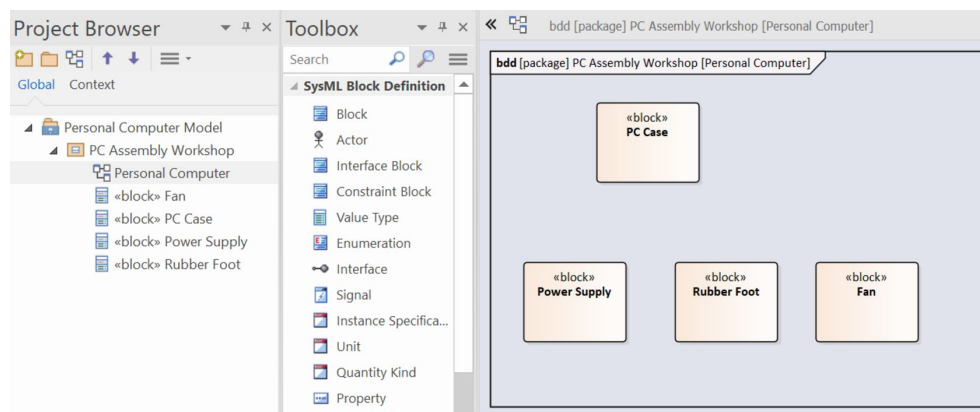 Project Browser
Global Context
Personal Computer Model
PC Assembly Workshop
Personal Computer
«block» Fan
«block» PC Case
«block» Power Supply
«block» Rubber Foot
Toolbox
Search
SysML Block Definition
Block
Actor
Interface Block
Constraint Block
Value Type
Enumeration
Interface
Signal
Instance Specifica...
Unit
Quantity Kind
Property
bdd [package] PC Assembly Workshop [Personal Computer]
bdd [package] PC Assembly Workshop [Personal Computer]
«block»
PC Case
«block»
Power Supply
«block»
Rubber Foot
«block»
Fan